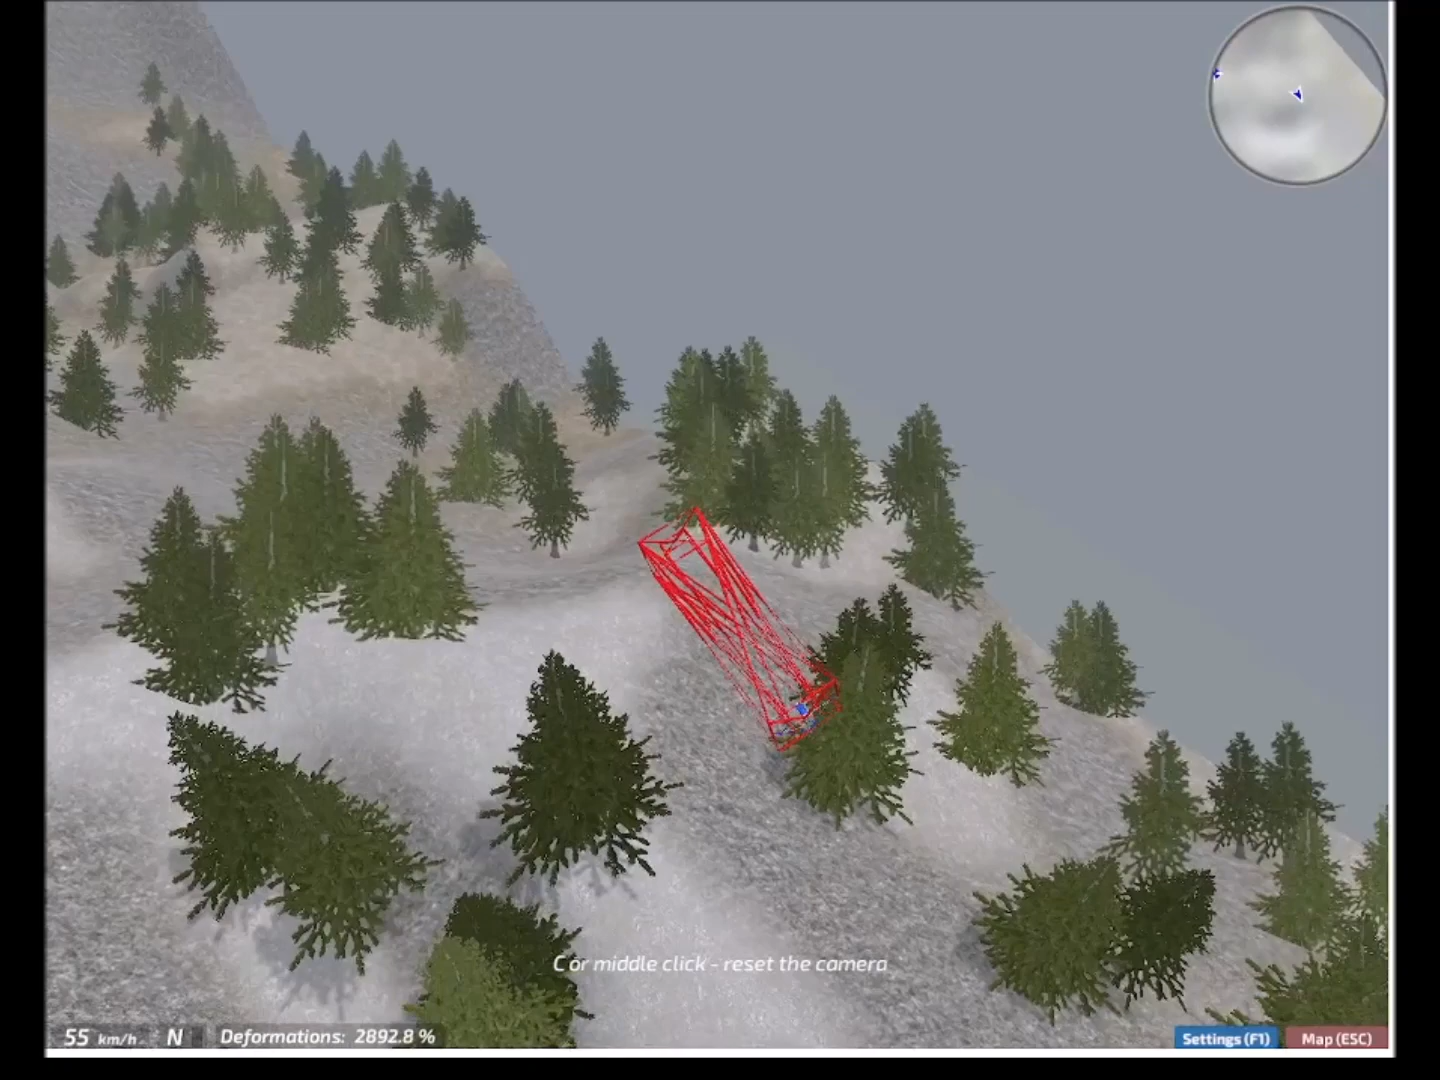 C or middle click - reset the camera
55 km/h N Deformations: 2892.8 %
Settings (F1) Map (ESC)